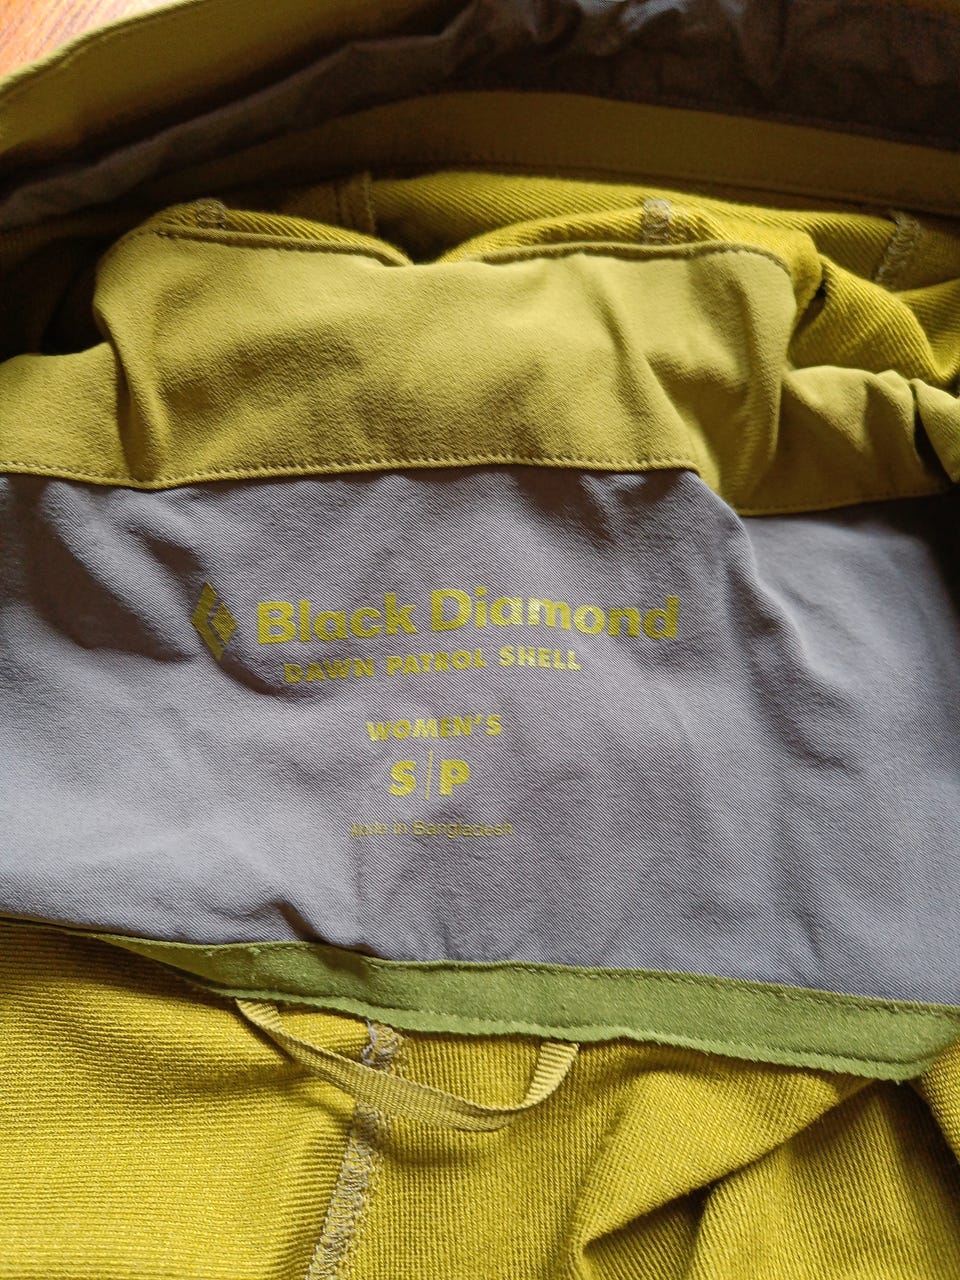 Black Diamond
DAWN PATROL SHELL
WOMEN'S
S|P
Made in Bangladesh